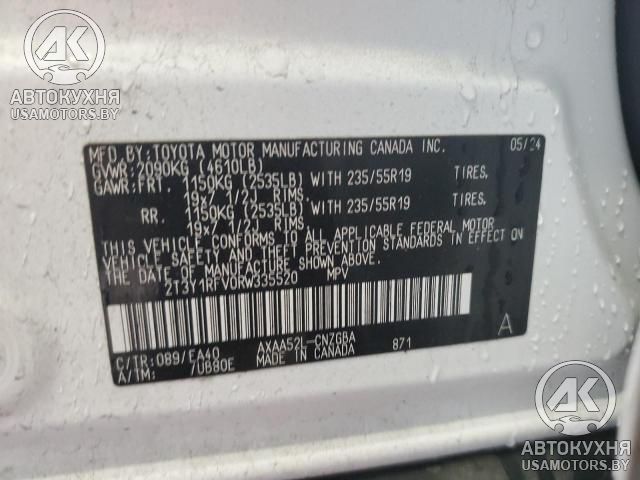 AK
АВТОКУХНЯ
USAMOTORS.BY
MFD.BY:TOYOTA MOTOR MANUFACTURING CANADA INC. 05/24
GVWR:2090KG (4610LB)
GAWR:FRT. 1150KG (2535LB) WITH 235/55R19 TIRES.
19x7 1/2J RIMS.
RR. 1150KG (2535LB) WITH 235/55R19 TIRES.
19x7 1/2J RIMS.
THIS VEHICLE CONFORMS TO ALL APPLICABLE FEDERAL MOTOR
VEHICLE SAFETY AND THEFT PREVENTION STANDARDS IN EFFECT ON
THE DATE OF MANUFACTURE SHOWN ABOVE.
2T3Y1RFV0RW335520 MPV
C/TR:089/EA40 AXAA52L-CNZGBA 871 A
A/TM: /UB80E MADE IN CANADA
AK
АВТОКУХНЯ
USAMOTORS.BY